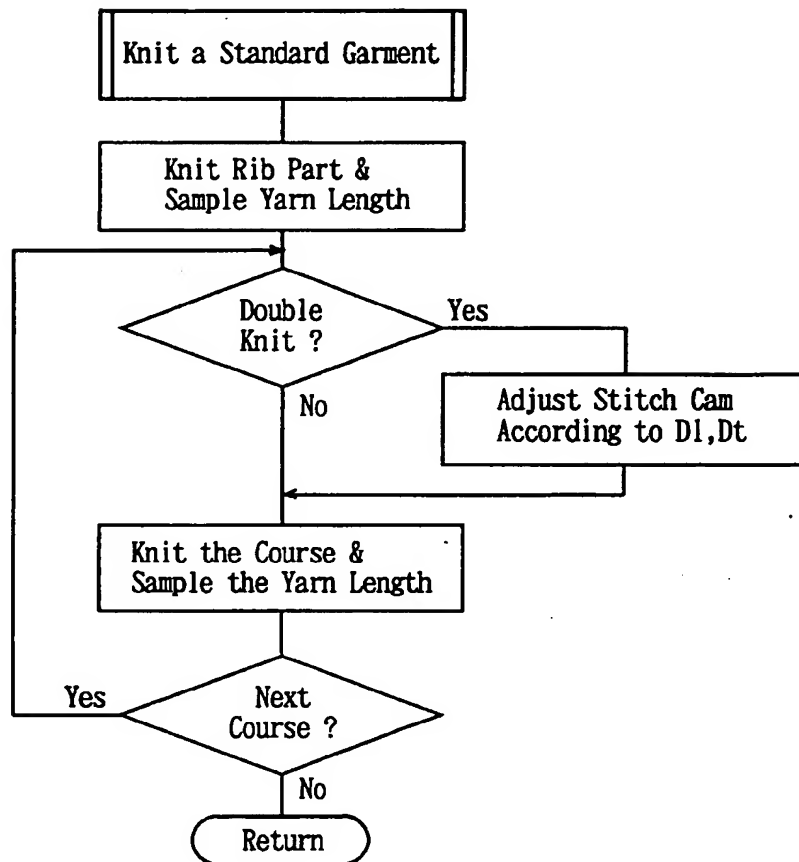 Knit a Standard Garment
Knit Rib Part &
Sample Yarn Length
Double
Knit ?
Yes
No
Adjust Stitch Cam
According to Dl,Dt
Knit the Course &
Sample the Yarn Length
Yes
Next
Course ?
No
Return